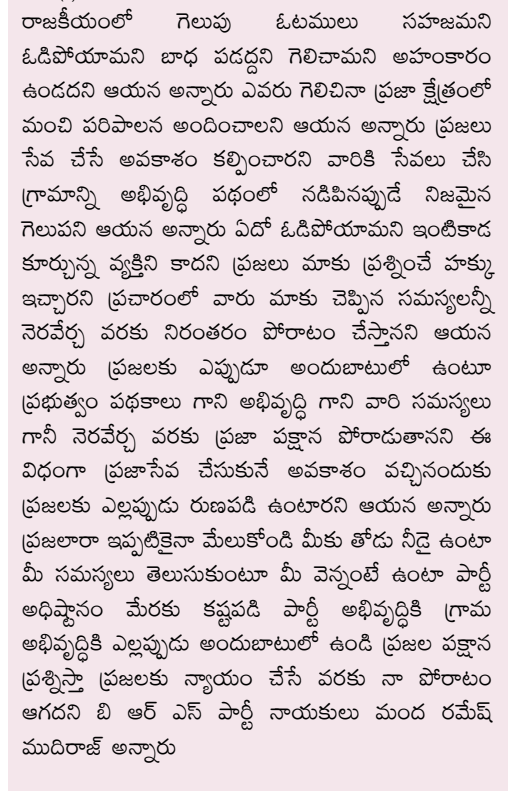 రాజకీయంలో గెలుపు ఓటములు సహజమని
ఓడిపోయామని బాధ పడద్దని గెలిచామని అహంకారం
ఉండదని ఆయన అన్నారు ఎవరు గెలిచినా ప్రజా క్షేత్రంలో
మంచి పరిపాలన అందించాలని ఆయన అన్నారు ప్రజలు
సేవ చేసే అవకాశం కల్పించారని వారికి సేవలు చేసి
గ్రామాన్ని అభివృద్ధి పథంలో నడిపినప్పుడే నిజమైన
గెలుపని ఆయన అన్నారు ఏదో ఓడిపోయామని ఇంటికాడ
కూర్చున్న వ్యక్తిని కాదని ప్రజలు మాకు ప్రశ్నించే హక్కు
ఇచ్చారని ప్రచారంలో వారు మాకు చెప్పిన సమస్యలన్నీ
నెరవేర్చ వరకు నిరంతరం పోరాటం చేస్తానని ఆయన
అన్నారు ప్రజలకు ఎప్పుడూ అందుబాటులో ఉంటూ
ప్రభుత్వం పథకాలు గాని అభివృద్ధి గాని వారి సమస్యలు
గానీ నెరవేర్చ వరకు ప్రజా పక్షాన పోరాడుతానని ఈ
విధంగా ప్రజాసేవ చేసుకునే అవకాశం వచ్చినందుకు
ప్రజలకు ఎల్లప్పుడు రుణపడి ఉంటారని ఆయన అన్నారు
ప్రజలారా ఇప్పటికైనా మేలుకోండి మీకు తోడు నీడై ఉంటా
మీ సమస్యలు తెలుసుకుంటూ మీ వెన్నంటే ఉంటా పార్టీ
అధిష్టానం మేరకు కష్టపడి పార్టీ అభివృద్ధికి గ్రామ
అభివృద్ధికి ఎల్లప్పుడు అందుబాటులో ఉండి ప్రజల పక్షాన
ప్రశ్నిస్తా ప్రజలకు న్యాయం చేసే వరకు నా పోరాటం
ఆగదని బి ఆర్ ఎస్ పార్టీ నాయకులు మంద రమేష్
ముదిరాజ్ అన్నారు